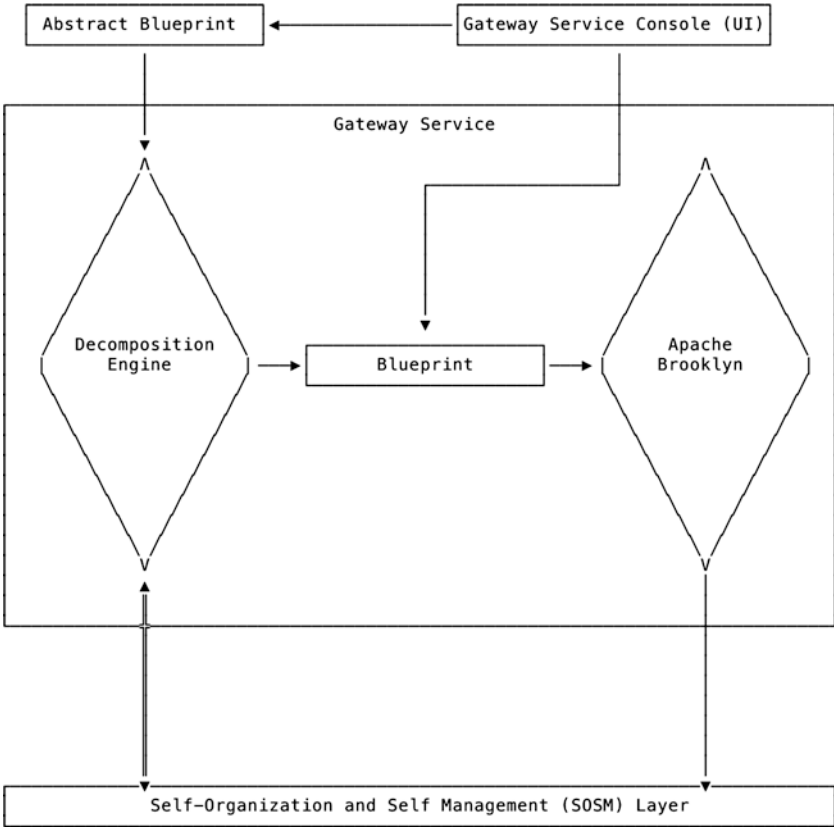 Abstract Blueprint
Gateway Service Console (UI)
Gateway Service
Decomposition
Engine
Blueprint
Apache
Brooklyn
Self-Organization and Self Management (SOSM) Layer